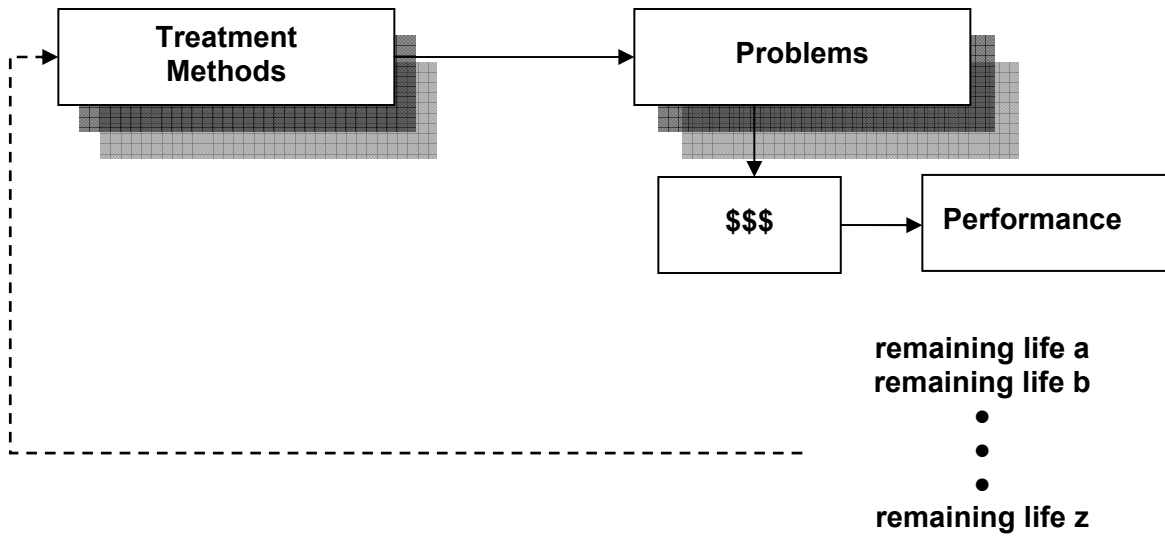 Treatment
Methods
Problems
$$$
Performance
remaining life a
remaining life b
•
•
•
remaining life z